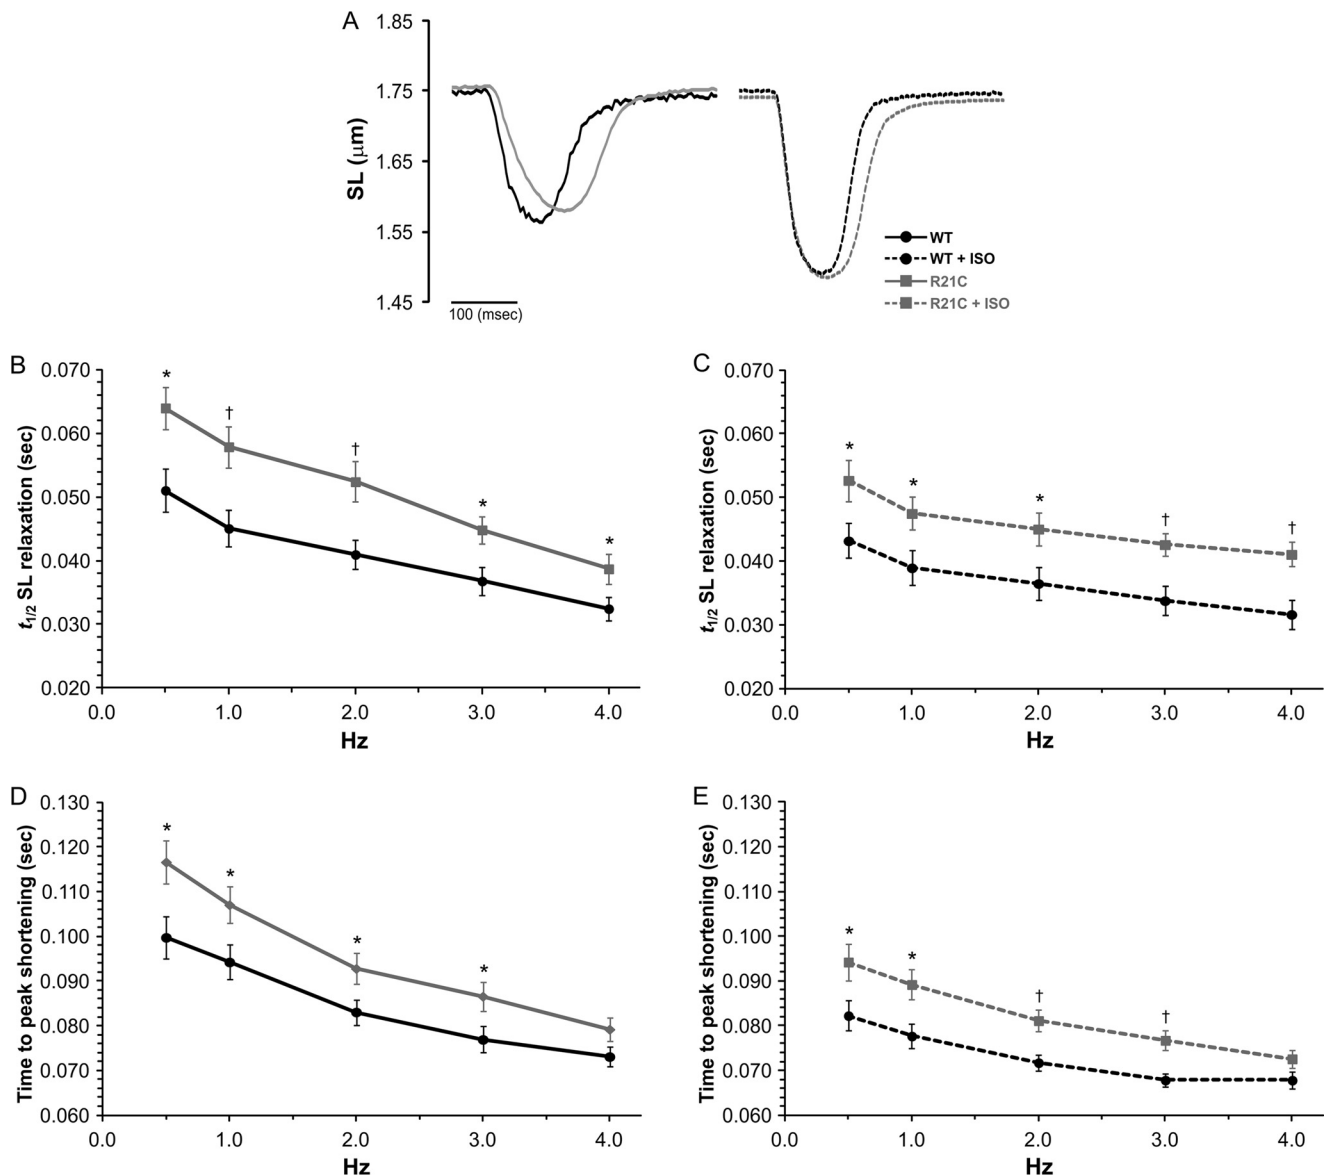 A
1.85
1.75
1.65
1.55
1.45
SL (μm)
100 (msec)
WT
WT + ISO
R21C
R21C + ISO
B
0.070
0.060
0.050
0.040
0.030
0.020
t1/2 SL relaxation (sec)
* † † * *
0.0 1.0 2.0 3.0 4.0
Hz
C
0.070
0.060
0.050
0.040
0.030
0.020
t1/2 SL relaxation (sec)
* * * † †
0.0 1.0 2.0 3.0 4.0
Hz
D
0.130
0.120
0.110
0.100
0.090
0.080
0.070
0.060
Time to peak shortening (sec)
* * * *
0.0 1.0 2.0 3.0 4.0
Hz
E
0.130
0.120
0.110
0.100
0.090
0.080
0.070
0.060
Time to peak shortening (sec)
* * † †
0.0 1.0 2.0 3.0 4.0
Hz